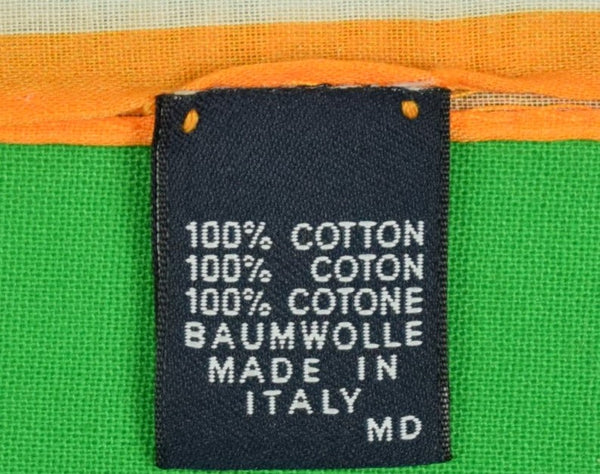 100% COTTON
100% COTON
100% COTONE
BAUMWOLLE
MADE IN
ITALY
MD